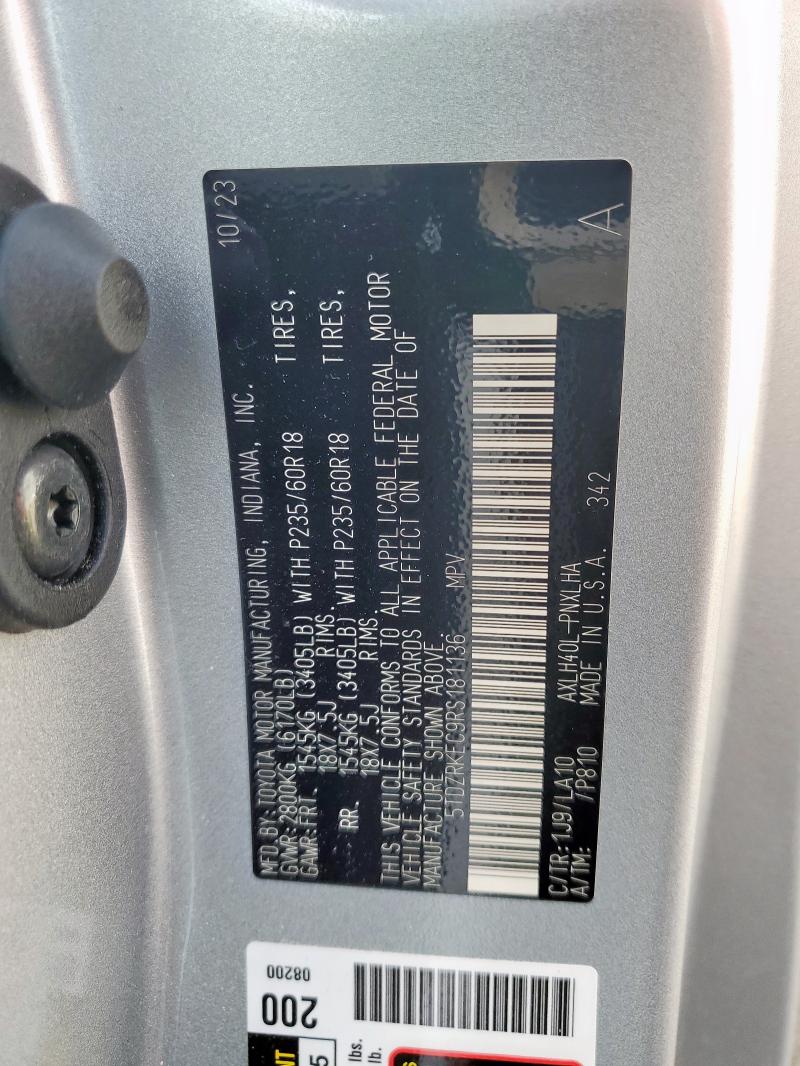 MFD.BY:TOYOTA MOTOR MANUFACTURING, INDIANA, INC. 10/23
GVWR:2800KG (6170LB)
GAWR:FRT. 1545KG (3405LB) WITH P235/60R18 TIRES,
18X7.5J RIMS.
RR. 1545KG (3405LB) WITH P235/60R18 TIRES,
18X7.5J RIMS.
THIS VEHICLE CONFORMS TO ALL APPLICABLE FEDERAL MOTOR
VEHICLE SAFETY STANDARDS IN EFFECT ON THE DATE OF
MANUFACTURE SHOWN ABOVE.
5TDZRKEC9RS181136 MPV
C/TR:1J9/LA10 AXLH40L-PNXLHA
A/TM: /P810 MADE IN U.S.A. 342 A
08200
200
lbs.
lb.
NT
5